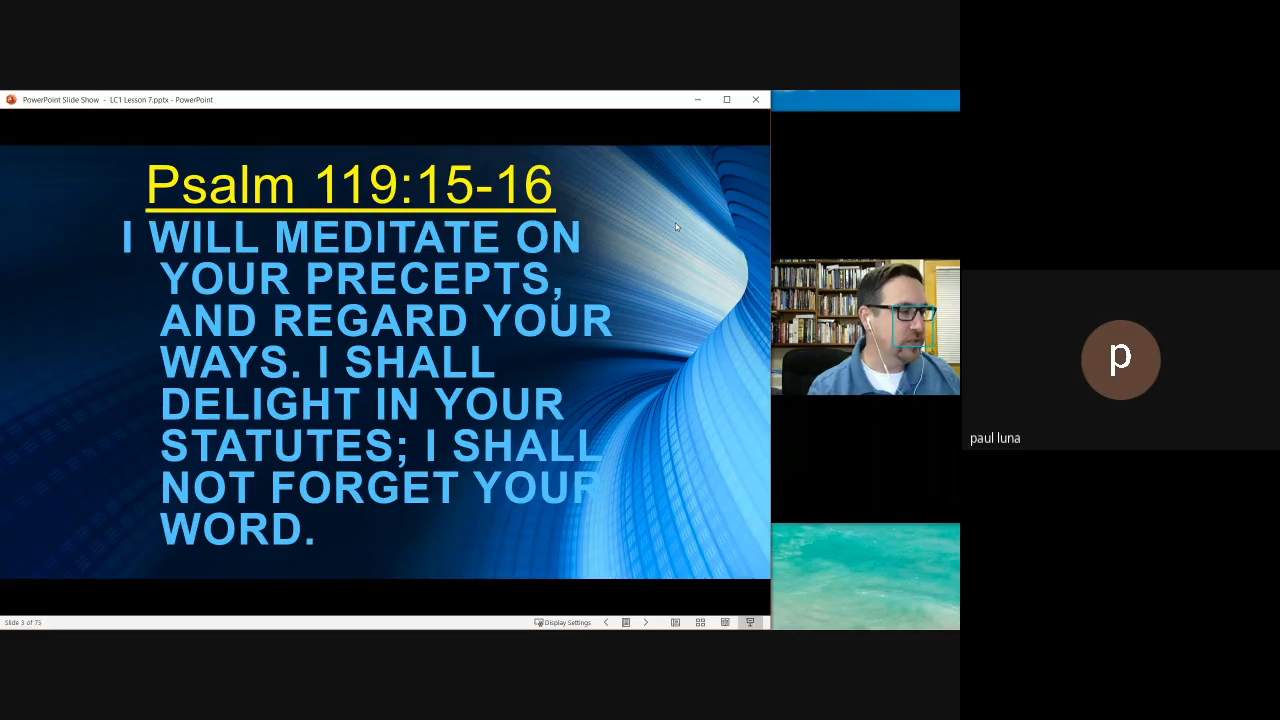 PowerPoint Slide Show - LC1 Lesson 7.pptx - PowerPoint
Psalm 119:15-16
I WILL MEDITATE ON
YOUR PRECEPTS,
AND REGARD YOUR
WAYS. I SHALL
DELIGHT IN YOUR
STATUTES; I SHALL
NOT FORGET YOUR
WORD.
Slide 3 of 75
Display Settings
p
paul luna